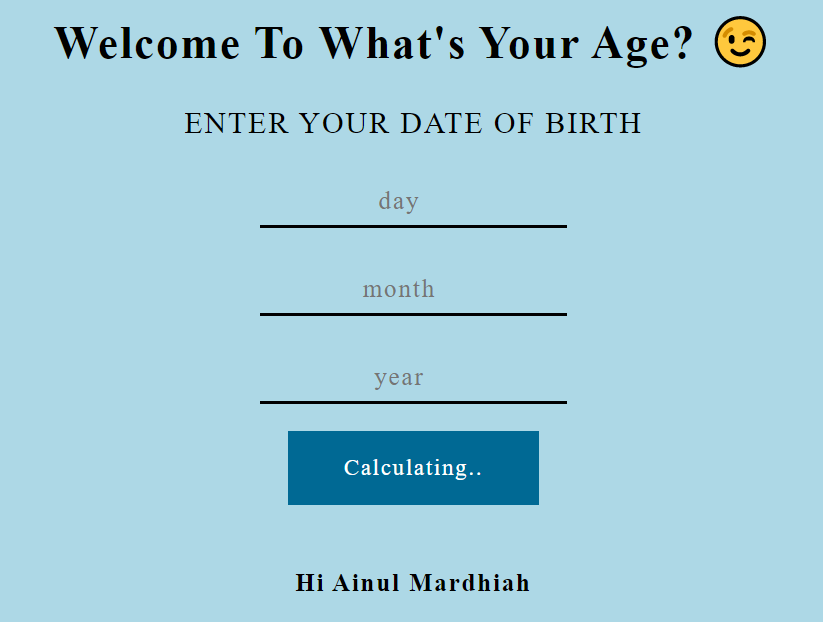 Welcome To What's Your Age? 😉
ENTER YOUR DATE OF BIRTH
day
month
year
Calculating..
Hi Ainul Mardhiah